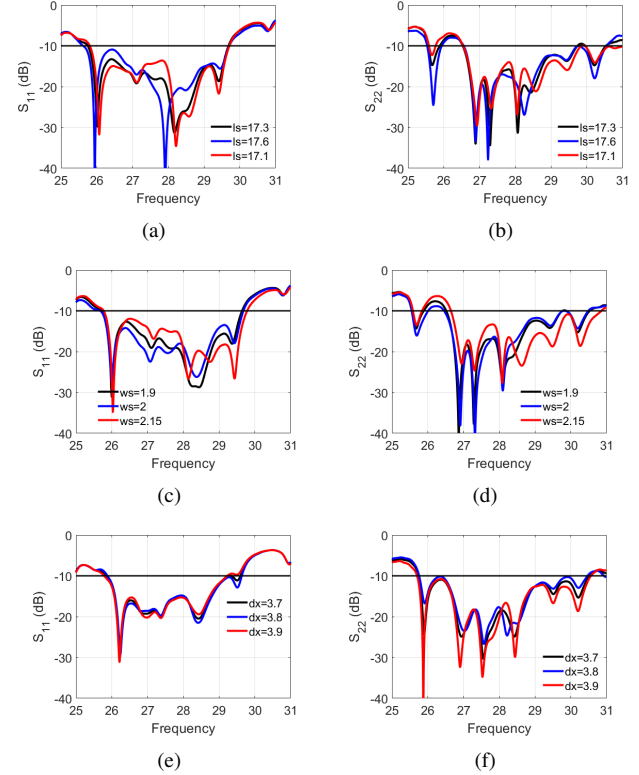 0
-10
-20
-30
-40
S11 (dB)
ls=17.3
ls=17.6
ls=17.1
25 26 27 28 29 30 31
Frequency
(a)
0
-10
-20
-30
-40
S22 (dB)
ls=17.3
ls=17.6
ls=17.1
25 26 27 28 29 30 31
Frequency
(b)
0
-10
-20
-30
-40
S11 (dB)
ws=1.9
ws=2
ws=2.15
25 26 27 28 29 30 31
Frequency
(c)
0
-10
-20
-30
-40
S22 (dB)
ws=1.9
ws=2
ws=2.15
25 26 27 28 29 30 31
Frequency
(d)
0
-10
-20
-30
-40
S11 (dB)
dx=3.7
dx=3.8
dx=3.9
25 26 27 28 29 30 31
Frequency
(e)
0
-10
-20
-30
-40
S22 (dB)
dx=3.7
dx=3.8
dx=3.9
25 26 27 28 29 30 31
Frequency
(f)